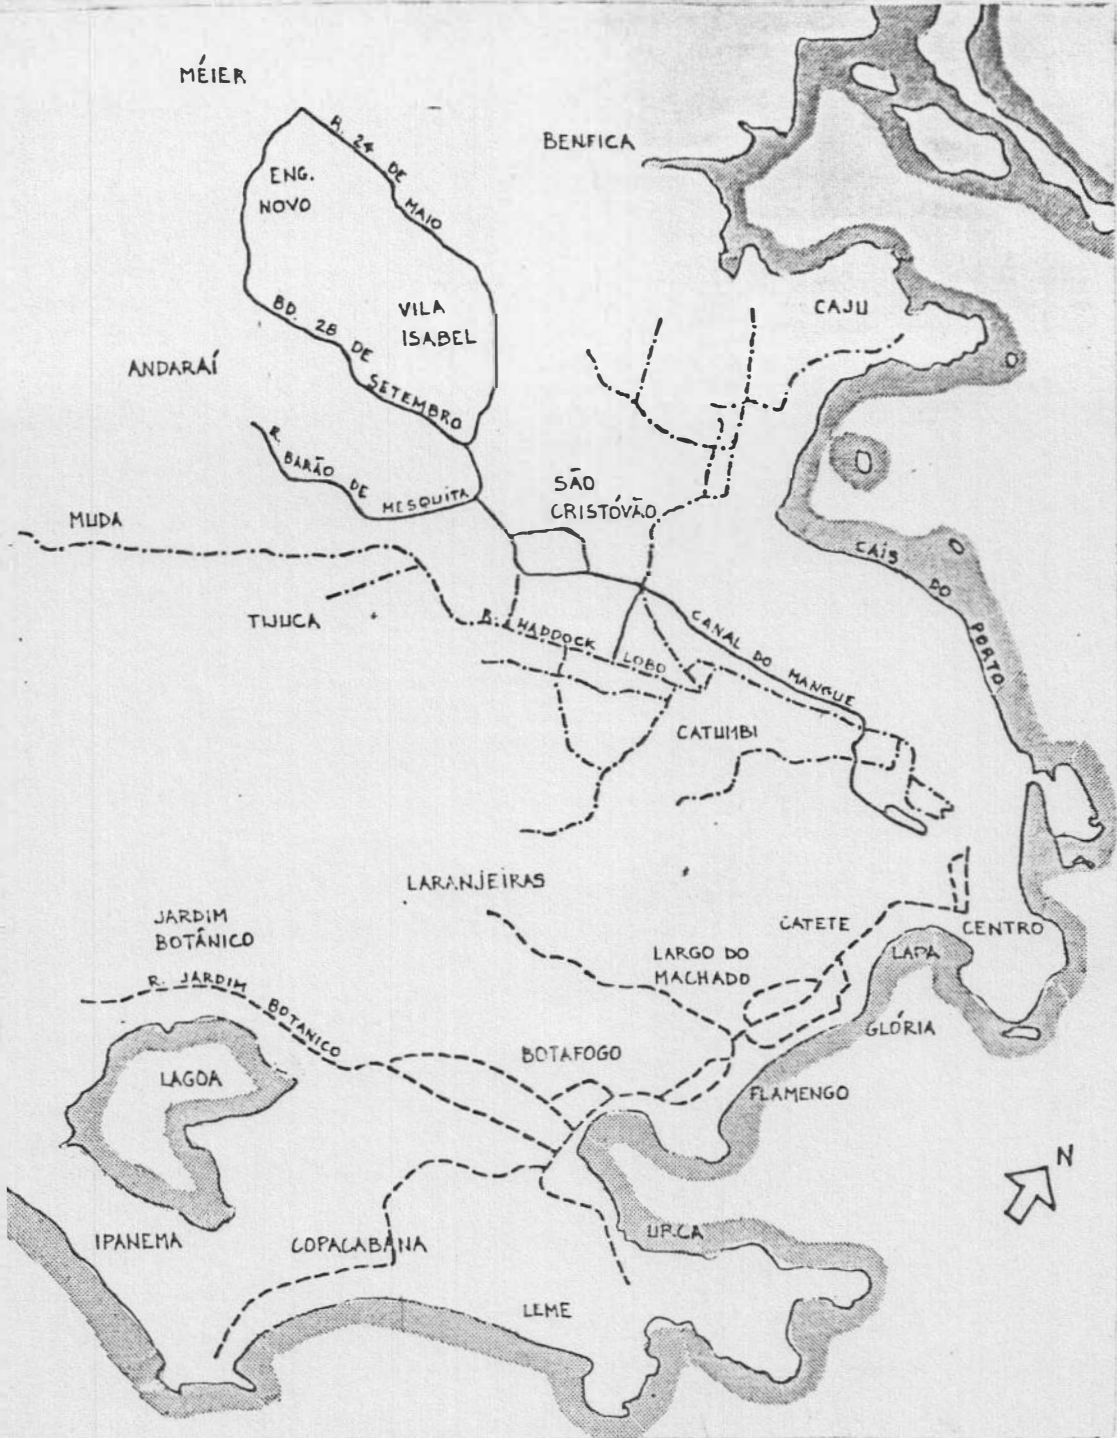 MÉIER
R. 24 DE MAIO
BENFICA
ENG.
NOVO
VILA
ISABEL
CAJU
BD. 28 DE SETEMBRO
ANDARAÍ
R. BARÃO DE MESQUITA
SÃO
CRISTÓVÃO
MUDA
CAÍS DO PORTO
TIJUCA
R. HADDOCK LOBO
CANAL DO MANGUE
CATUMBI
LARANJEIRAS
JARDIM
BOTÂNICO
CATETE
CENTRO
LARGO DO
MACHADO
LAPA
R. JARDIM BOTANICO
GLÓRIA
BOTAFOGO
LAGOA
FLAMENGO
N
IPANEMA
COPACABANA
URCA
LEME